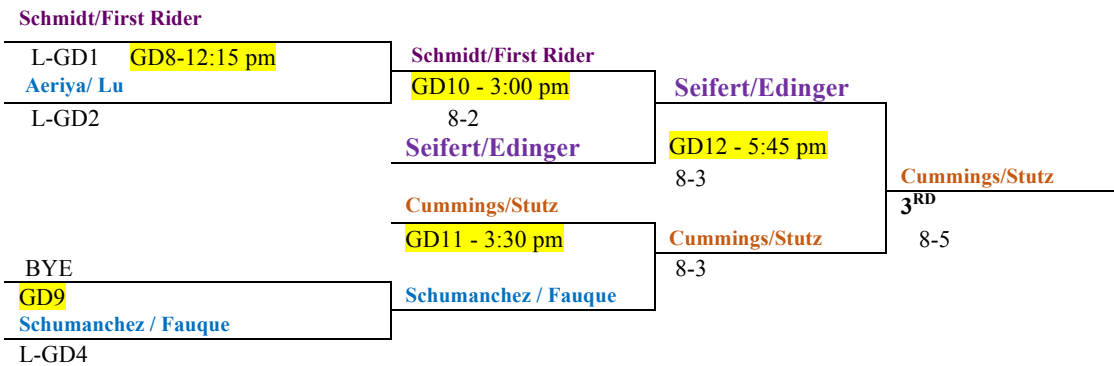 Schmidt/First Rider
L-GD1 GD8-12:15 pm
Aeriya/ Lu
L-GD2
Schmidt/First Rider
GD10 - 3:00 pm
8-2
Seifert/Edinger
Seifert/Edinger
GD12 - 5:45 pm
8-3
Cummings/Stutz
3RD
8-5
Cummings/Stutz
GD11 - 3:30 pm
Cummings/Stutz
8-3
BYE
GD9
Schumanchez / Fauque
Schumanchez / Fauque
L-GD4